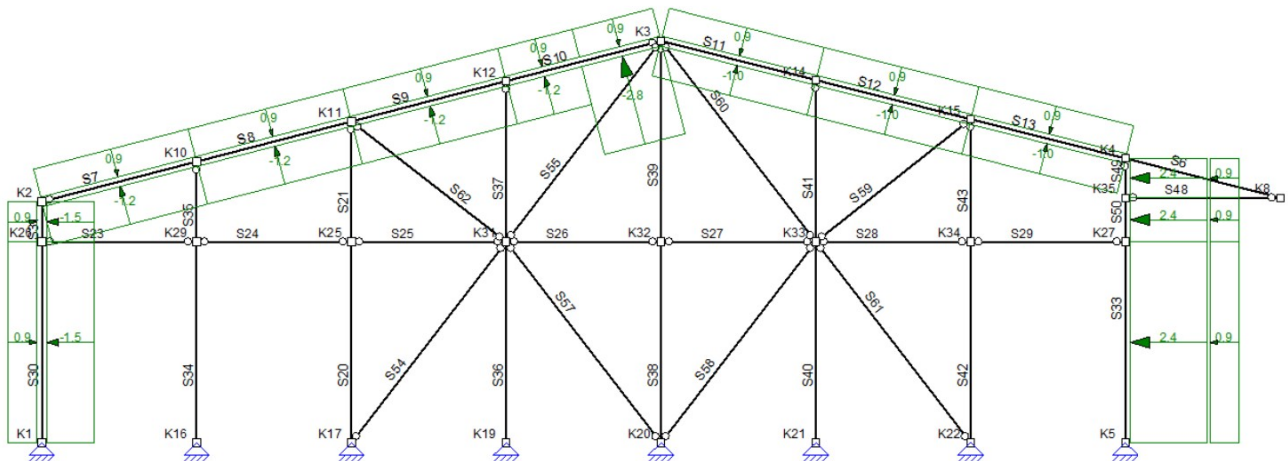 K3
0.9
S10
0.9
S11
0.9
K12
0.9
S9
K14
S12
0.9
-2.8
-1.0
-1.2
S60
K11
0.9
S8
K15
S13
0.9
-1.0
-1.2
K10
0.9
S7
S62
S37
S55
S39
S41
S59
S43
K4
-1.0
S49
2.4
0.9
S6
K8
-1.2
K2
-1.2
S35
S21
K35
S48
0.9
-1.5
S50
2.4
0.9
S23
K29
S24
K25
S25
S26
K32
S27
K33
S28
K34
S29
K27
S57
S61
S33
0.9
-1.5
2.4
0.9
S30
S34
S20
S54
S36
S38
S58
S40
S42
K1
K16
K17
K19
K20
K21
K22
K5